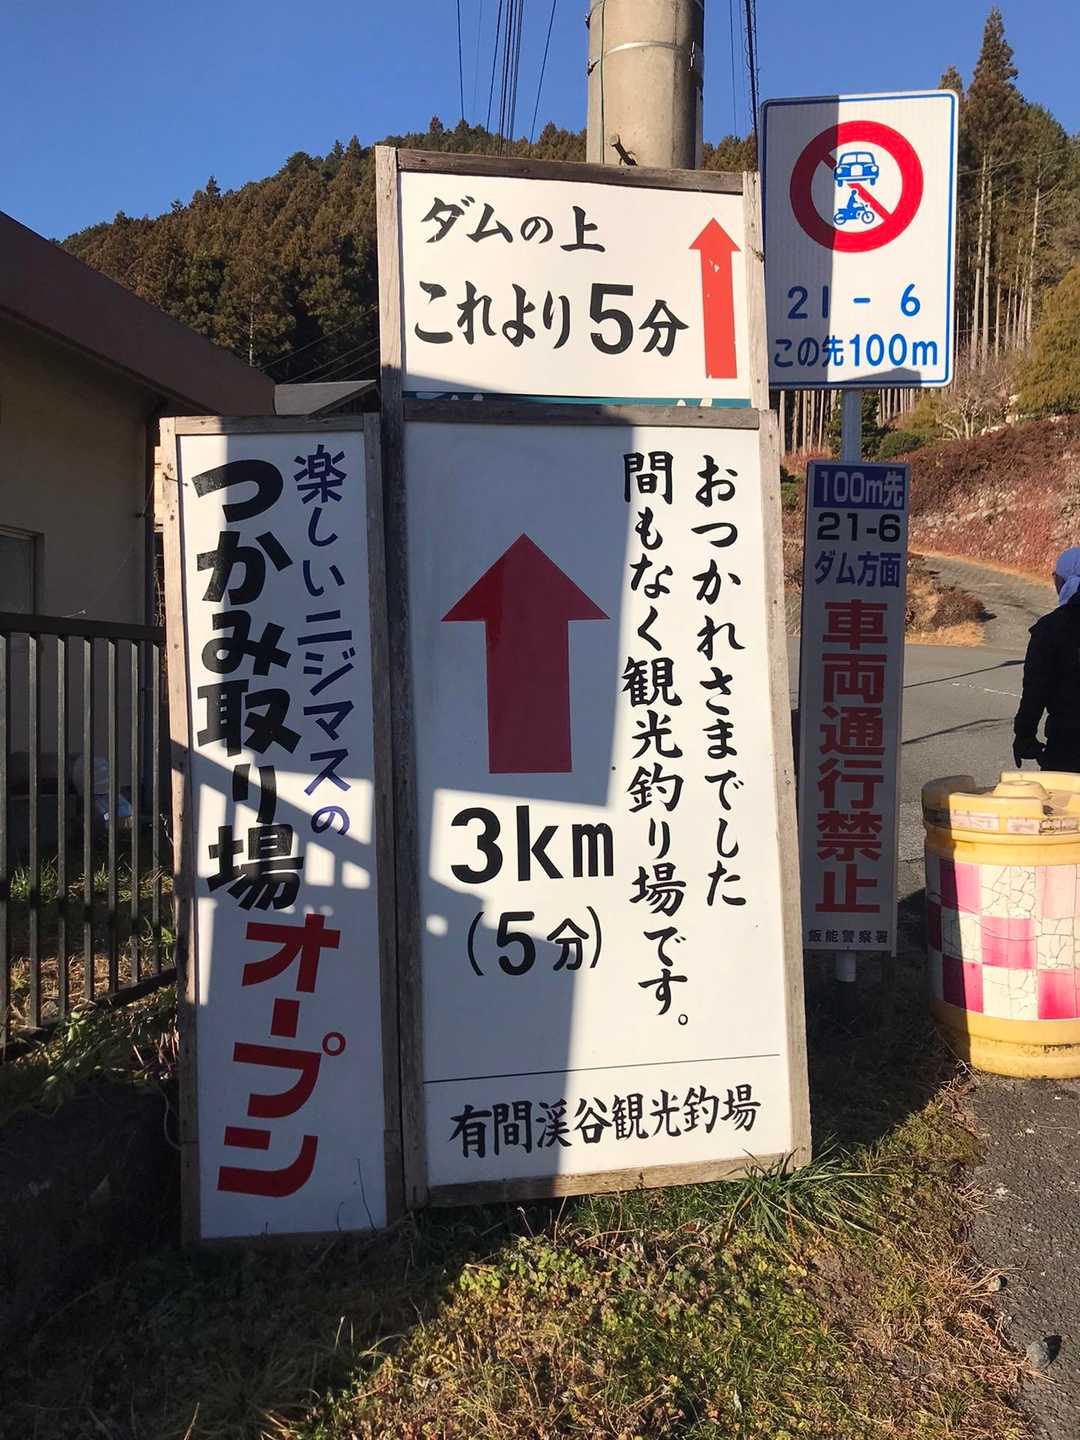 ダムの上
これより5分
21-6
この先100m
楽しいニジマスの
つかみ取り場オープン
おつかれさまでした
間もなく観光釣り場です。
3km
(5分)
有間渓谷観光釣場
100m先
21-6
ダム方面
車両通行禁止
飯能警察署